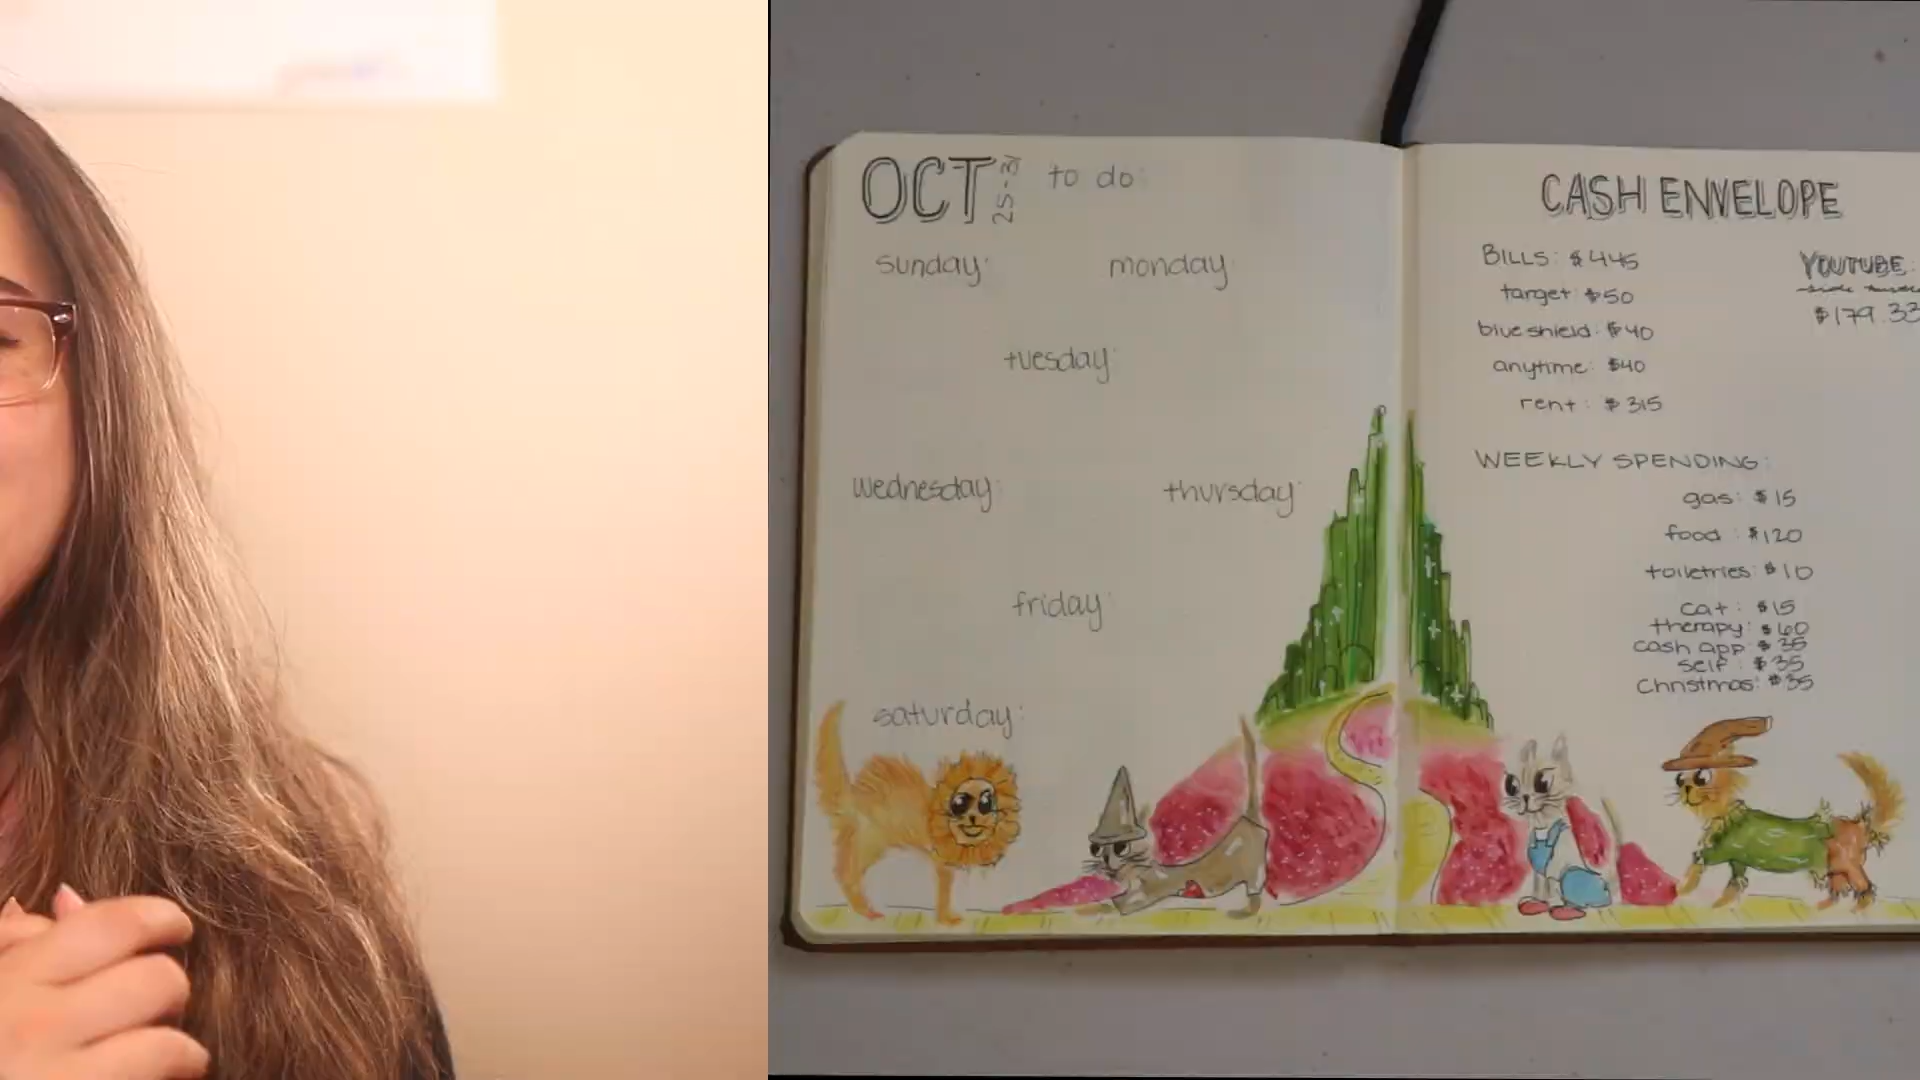 OCT 25-31 to do:
sunday: monday:
tuesday:
wednesday: thursday:
friday:
saturday:
CASH ENVELOPE
BILLS: $445
target: $50
blue shield: $40
anytime: $40
rent: $315
YOUTUBE:
$179.33
WEEKLY SPENDING:
gas: $15
food: $120
toiletries: $10
cat: $15
therapy: $60
cash app: $35
self: $35
Christmas: $35